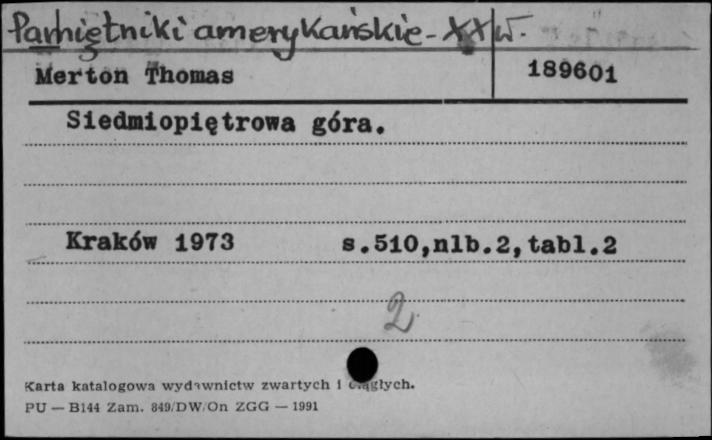 Pamiętniki amerykańskie - XX w.
Merton Thomas 189601
Siedmiopiętrowa góra.
Kraków 1973 s.510,nlb.2,tabl.2
2
Karta katalogowa wydawnictw zwartych i ciągłych.
PU — B144 Zam. 849/DW/On ZGG — 1991